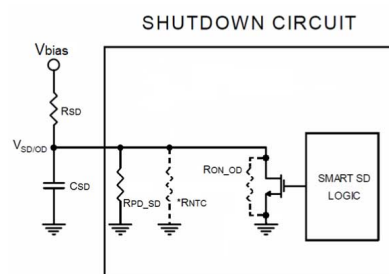 SHUTDOWN CIRCUIT
Vbias
RSD
VSD/OD
CSD
RPD_SD
*RNTC
RON_OD
SMART SD
LOGIC